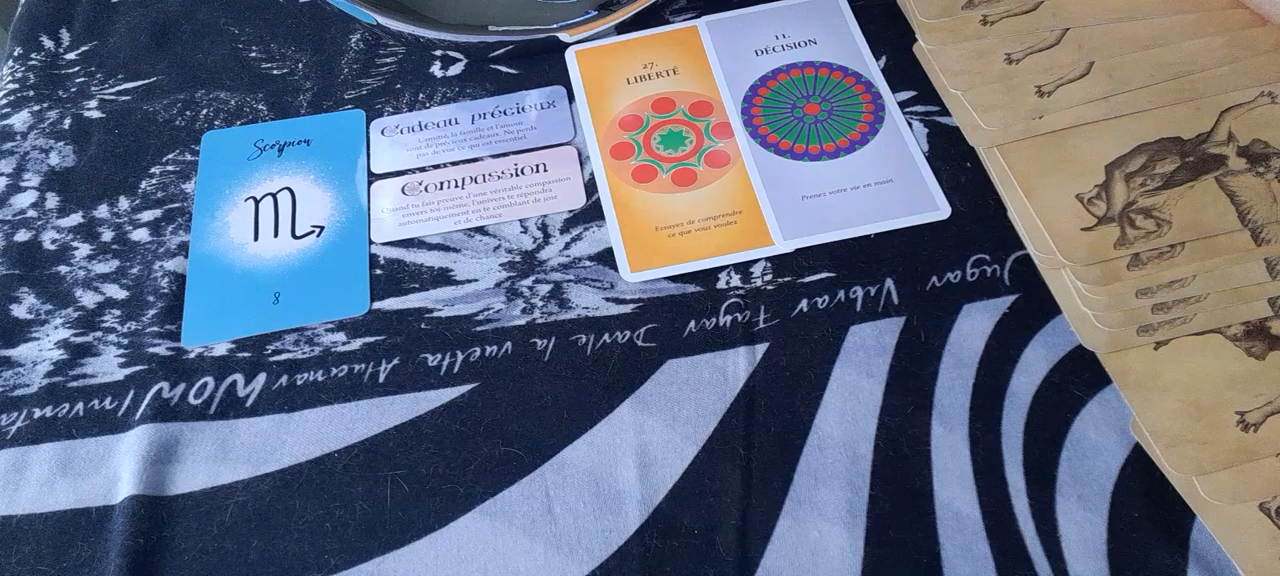 Scorpion
8
Cadeau précieux
L'amitié, la famille et l'amour
sont de précieux cadeaux. Ne perds
pas de vue ce qui est essentiel.
Compassion
Quand tu fais preuve d'une véritable compassion
envers toi-même, l'univers te répondra
automatiquement en te comblant de joie
et de chance
27.
LIBERTÉ
Essayez de comprendre
ce que vous voulez
11.
DÉCISION
Prenez votre vie en main
Jugar Vibrar Fugar Darle la vuelta Alucinar WOW! Inventa